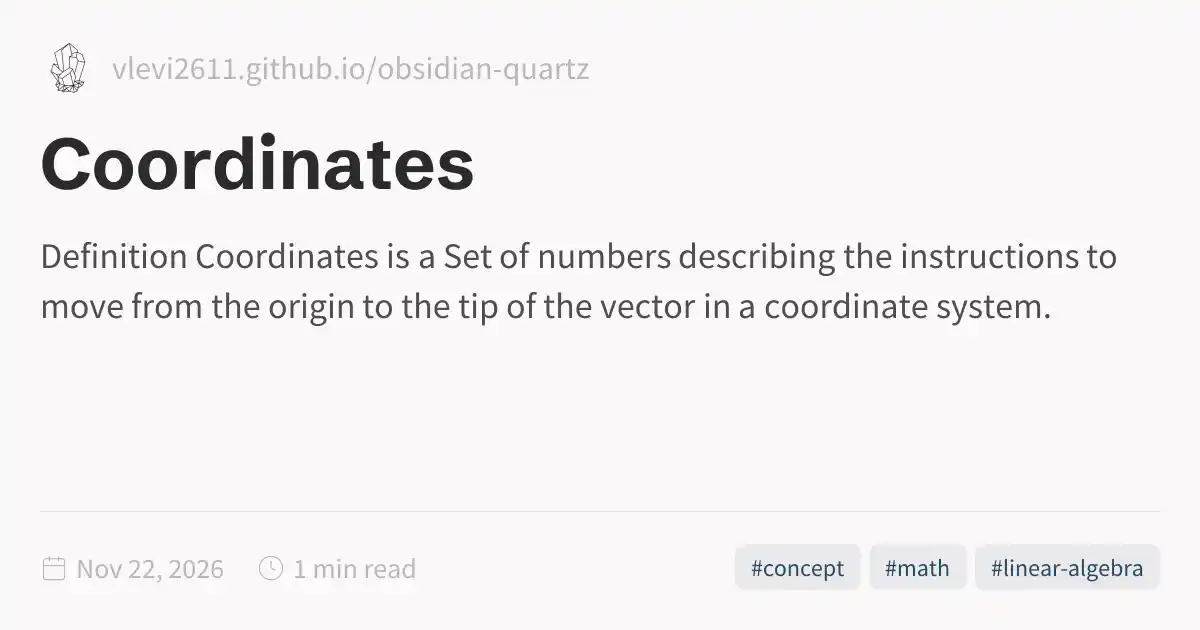 vlevi2611.github.io/obsidian-quartz
Coordinates
Definition Coordinates is a Set of numbers describing the instructions to
move from the origin to the tip of the vector in a coordinate system.
Nov 22, 2026 1 min read #concept #math #linear-algebra